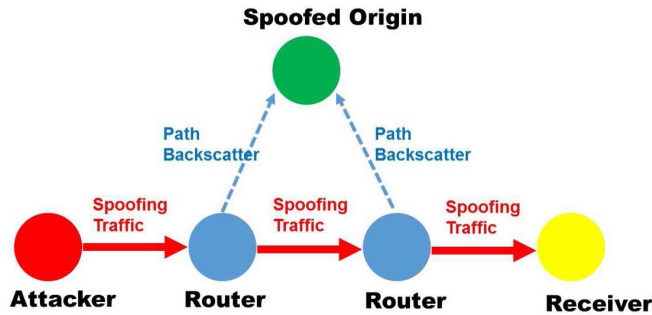 Spoofed Origin
Path
Backscatter
Path
Backscatter
Spoofing
Traffic
Spoofing
Traffic
Spoofing
Traffic
Attacker
Router
Router
Receiver